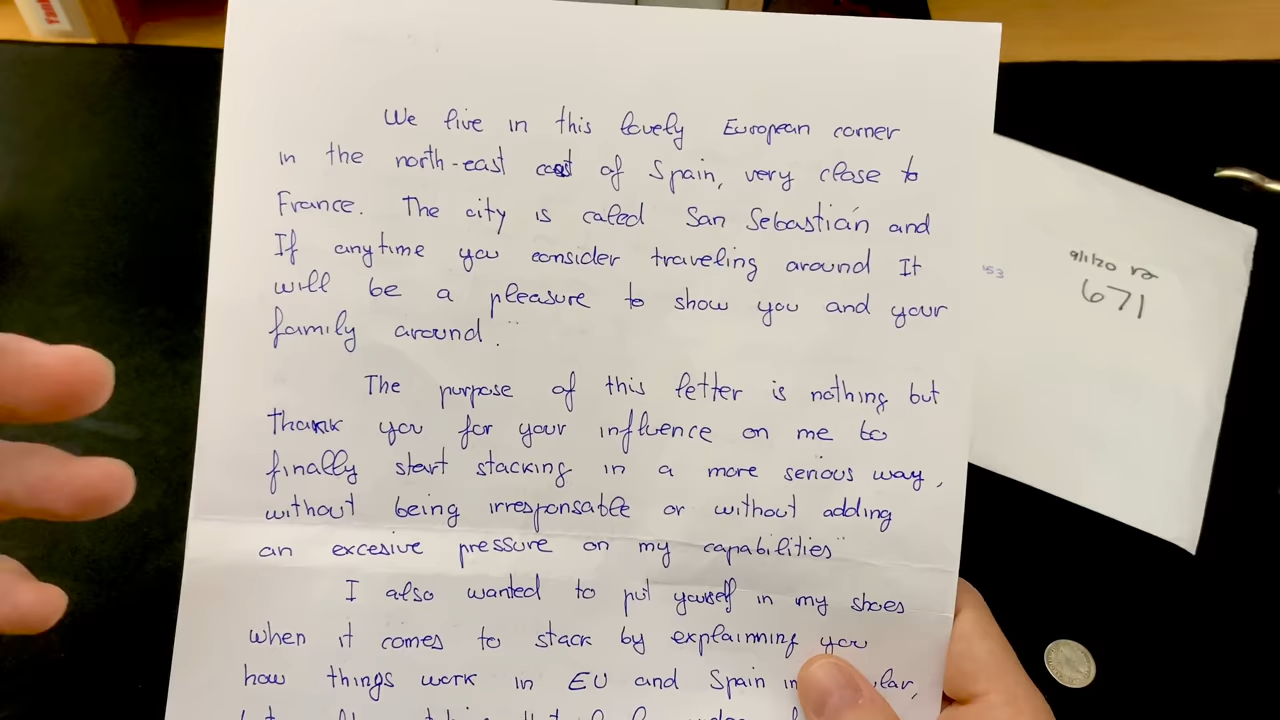 We live in this lovely European corner
in the north-east coast of Spain, very close to
France. The city is called San Sebastián and
If anytime you consider traveling around It
will be a pleasure to show you and your
family around.
The purpose of this letter is nothing but
thank you for your influence on me to
finally start stacking in a more serious way,
without being irresponsable or without adding
an excesive pressure on my capabilities
I also wanted to put yourself in my shoes
when it comes to stack by explainning you
how things work in EU and Spain in
453
9/1/20
671